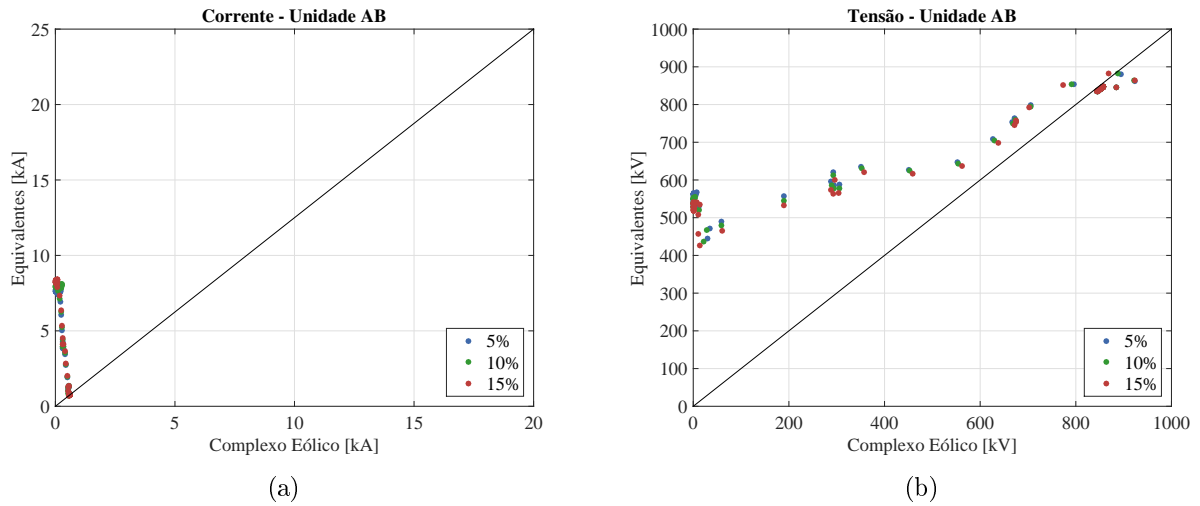 Corrente - Unidade AB
25
20
15
10
5
0
Equivalentes [kA]
0 5 10 15 20
Complexo Eólico [kA]
5%
10%
15%
(a)
Tensão - Unidade AB
1000
900
800
700
600
500
400
300
200
100
0
Equivalentes [kV]
0 200 400 600 800 1000
Complexo Eólico [kV]
5%
10%
15%
(b)